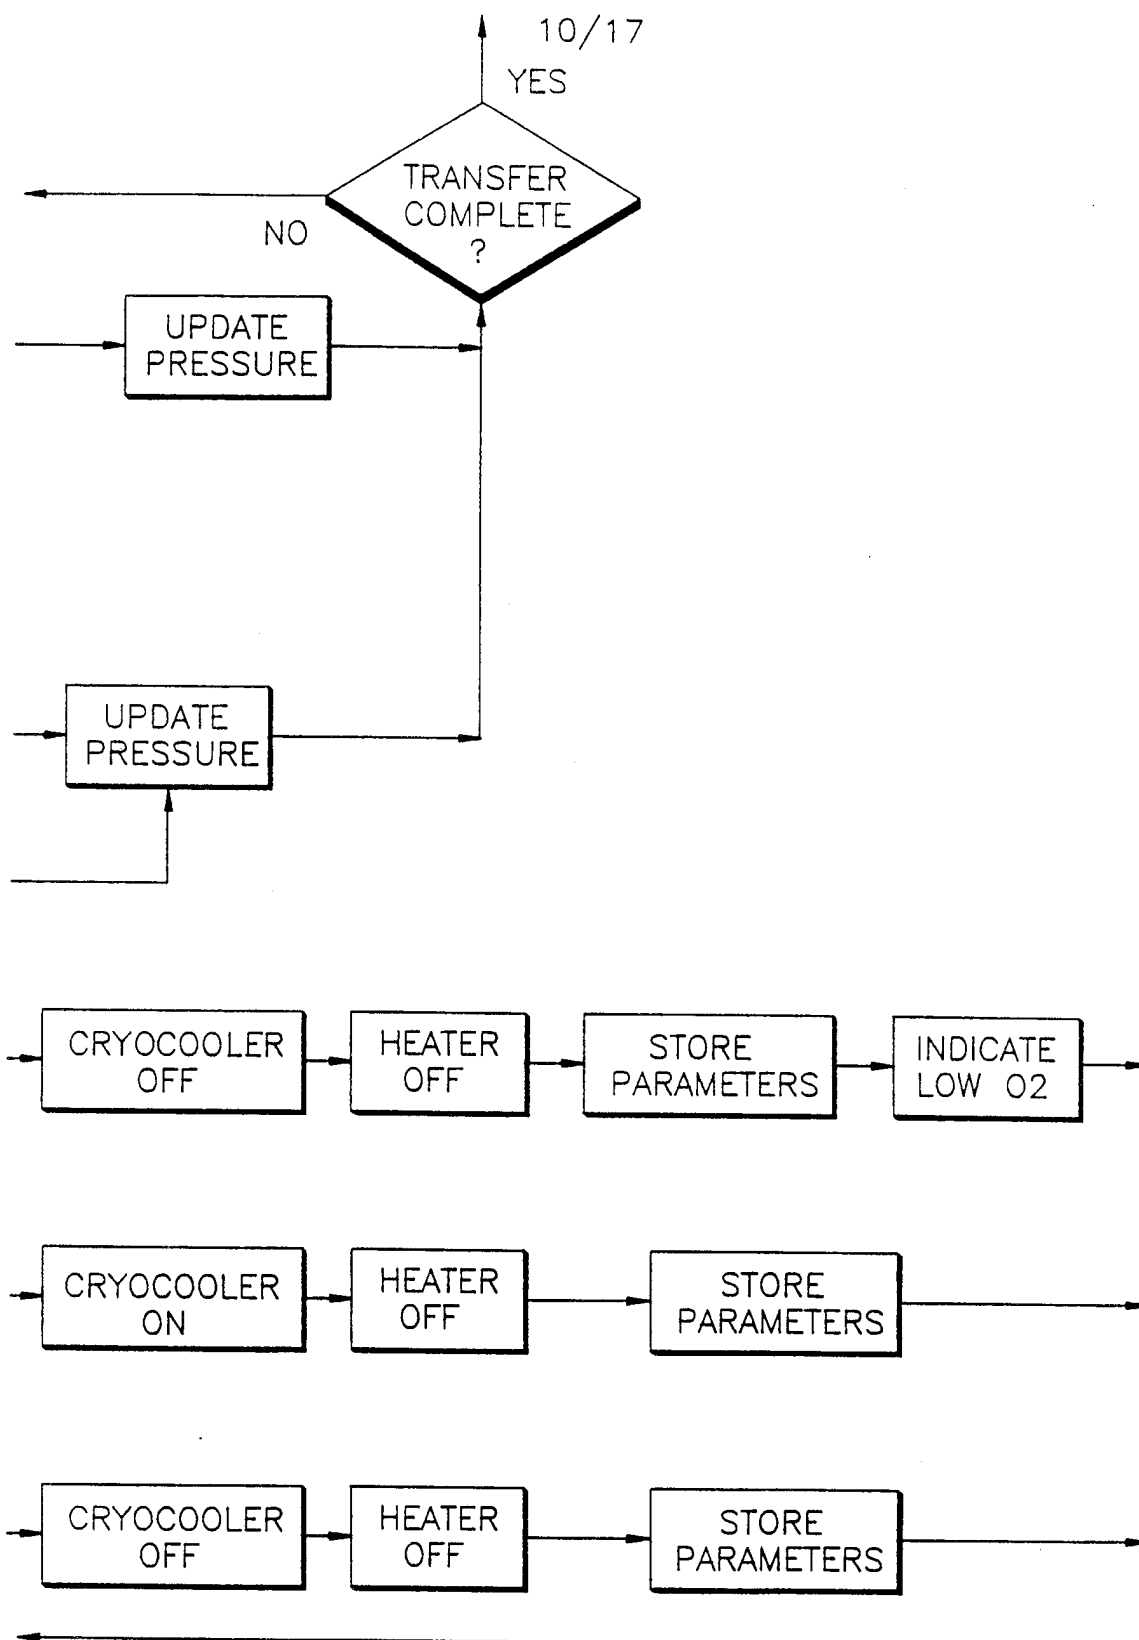 10/17
YES
TRANSFER
COMPLETE
?
NO
UPDATE
PRESSURE
UPDATE
PRESSURE
CRYOCOOLER
OFF
HEATER
OFF
STORE
PARAMETERS
INDICATE
LOW O2
CRYOCOOLER
ON
HEATER
OFF
STORE
PARAMETERS
CRYOCOOLER
OFF
HEATER
OFF
STORE
PARAMETERS